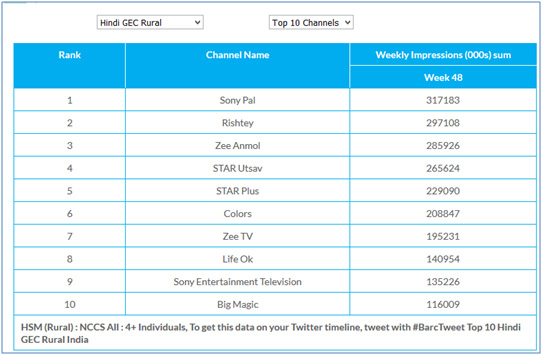 Hindi GEC Rural Top 10 Channels
Rank Channel Name Weekly Impressions (000s) sum
Week 48
1 Sony Pal 317183
2 Rishtey 297108
3 Zee Anmol 285926
4 STAR Utsav 265624
5 STAR Plus 229090
6 Colors 208847
7 Zee TV 195231
8 Life Ok 140954
9 Sony Entertainment Television 135226
10 Big Magic 116009
HSM (Rural) : NCCS All : 4+ Individuals, To get this data on your Twitter timeline, tweet with #BarcTweet Top 10 Hindi
GEC Rural India